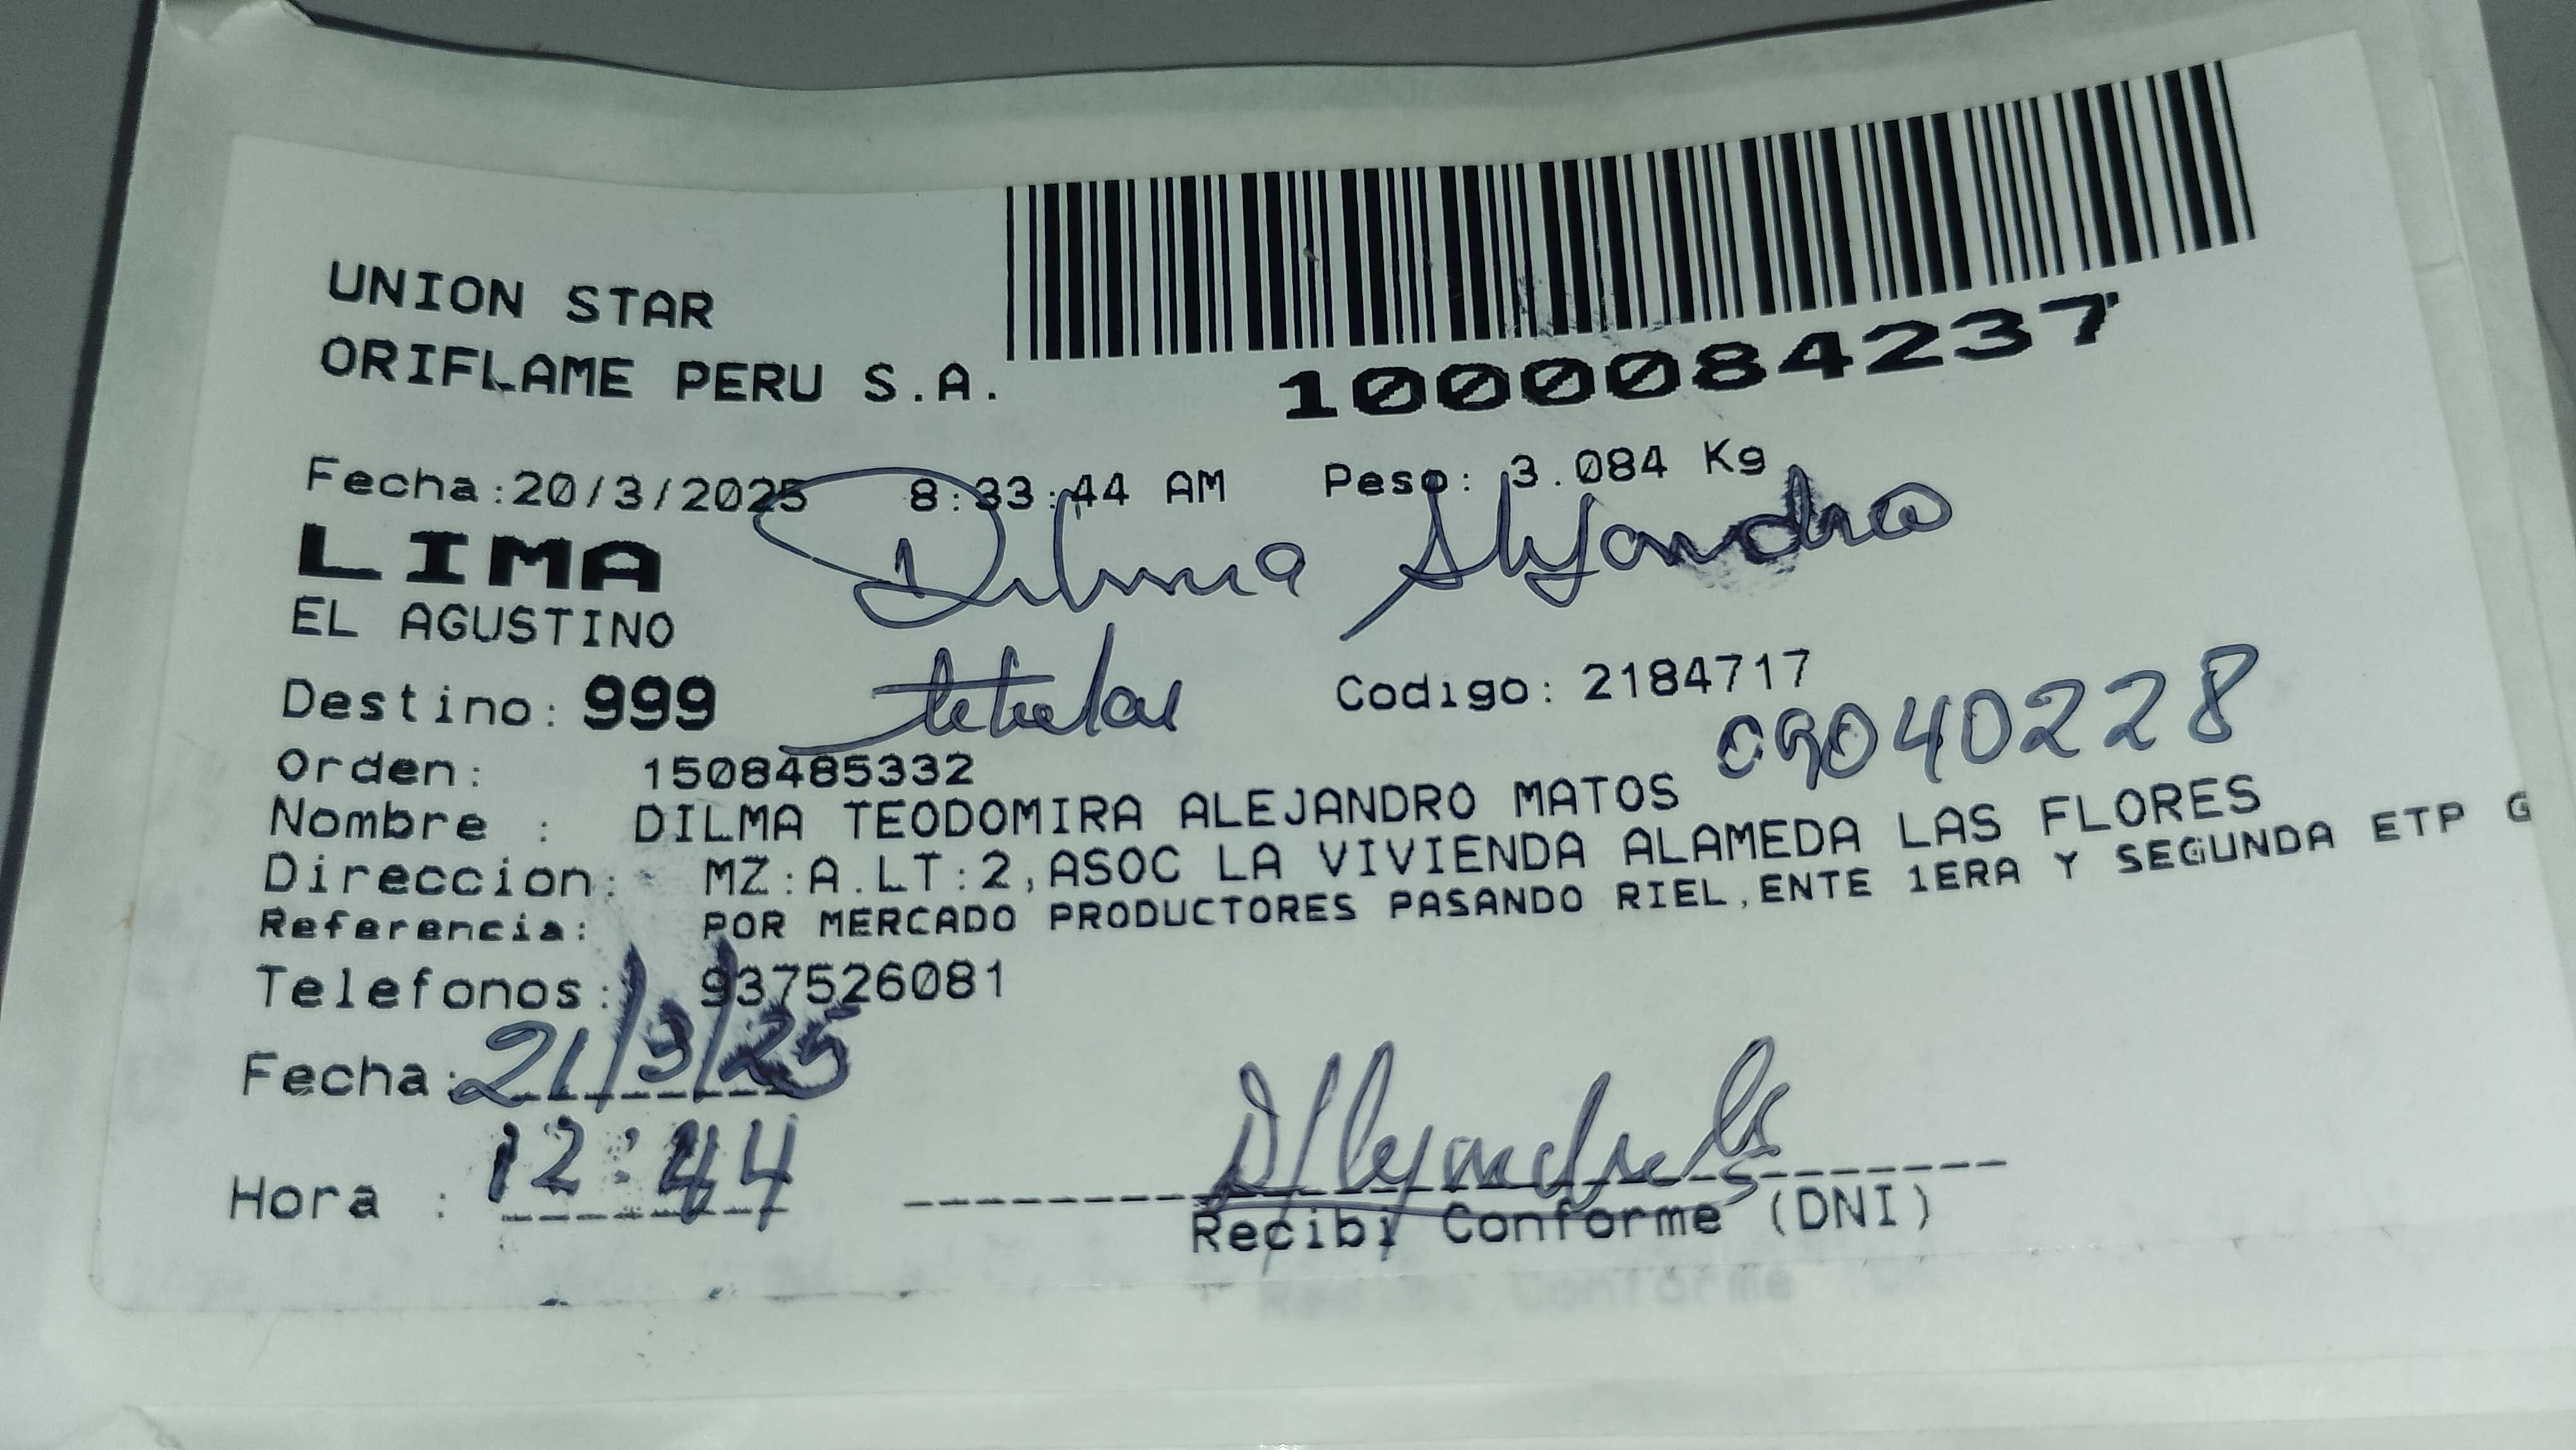 UNION STAR
ORIFLAME PERU S.A.
1000084237
Fecha:20/3/2025 8:33:44 AM Peso: 3.084 Kg
LIMA
Dilma Alejandro
EL AGUSTINO
titular
Destino: 999 Codigo: 2184717
09040228
Orden: 1508485332
Nombre : DILMA TEODOMIRA ALEJANDRO MATOS
Direccion: MZ:A.LT:2,ASOC LA VIVIENDA ALAMEDA LAS FLORES
Referencia: POR MERCADO PRODUCTORES PASANDO RIEL,ENTE 1ERA Y SEGUNDA ETP G
Telefonos: 937526081
Fecha: 21/3/25
Hora : 12:44
Recibi Conforme (DNI)